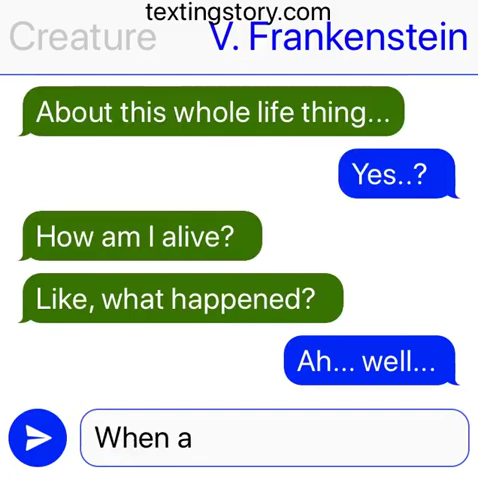 textingstory.com
Creature V. Frankenstein
About this whole life thing...
Yes..?
How am I alive?
Like, what happened?
Ah... well...
When a